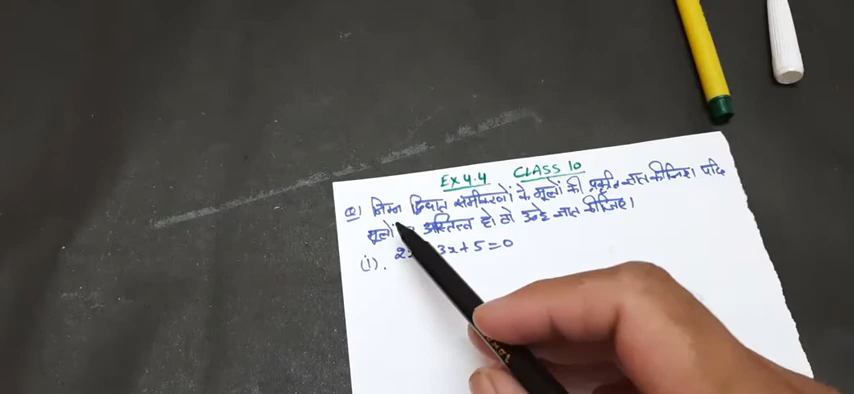 EX 4.4 CLASS 10
Q1 निम्न द्विघात समीकरणों के मूलों की प्रकृति ज्ञात कीजिए। यदि
मूलों अस्तित्व हो तो उन्हें ज्ञात कीजिए।
(i). 3x+5=0